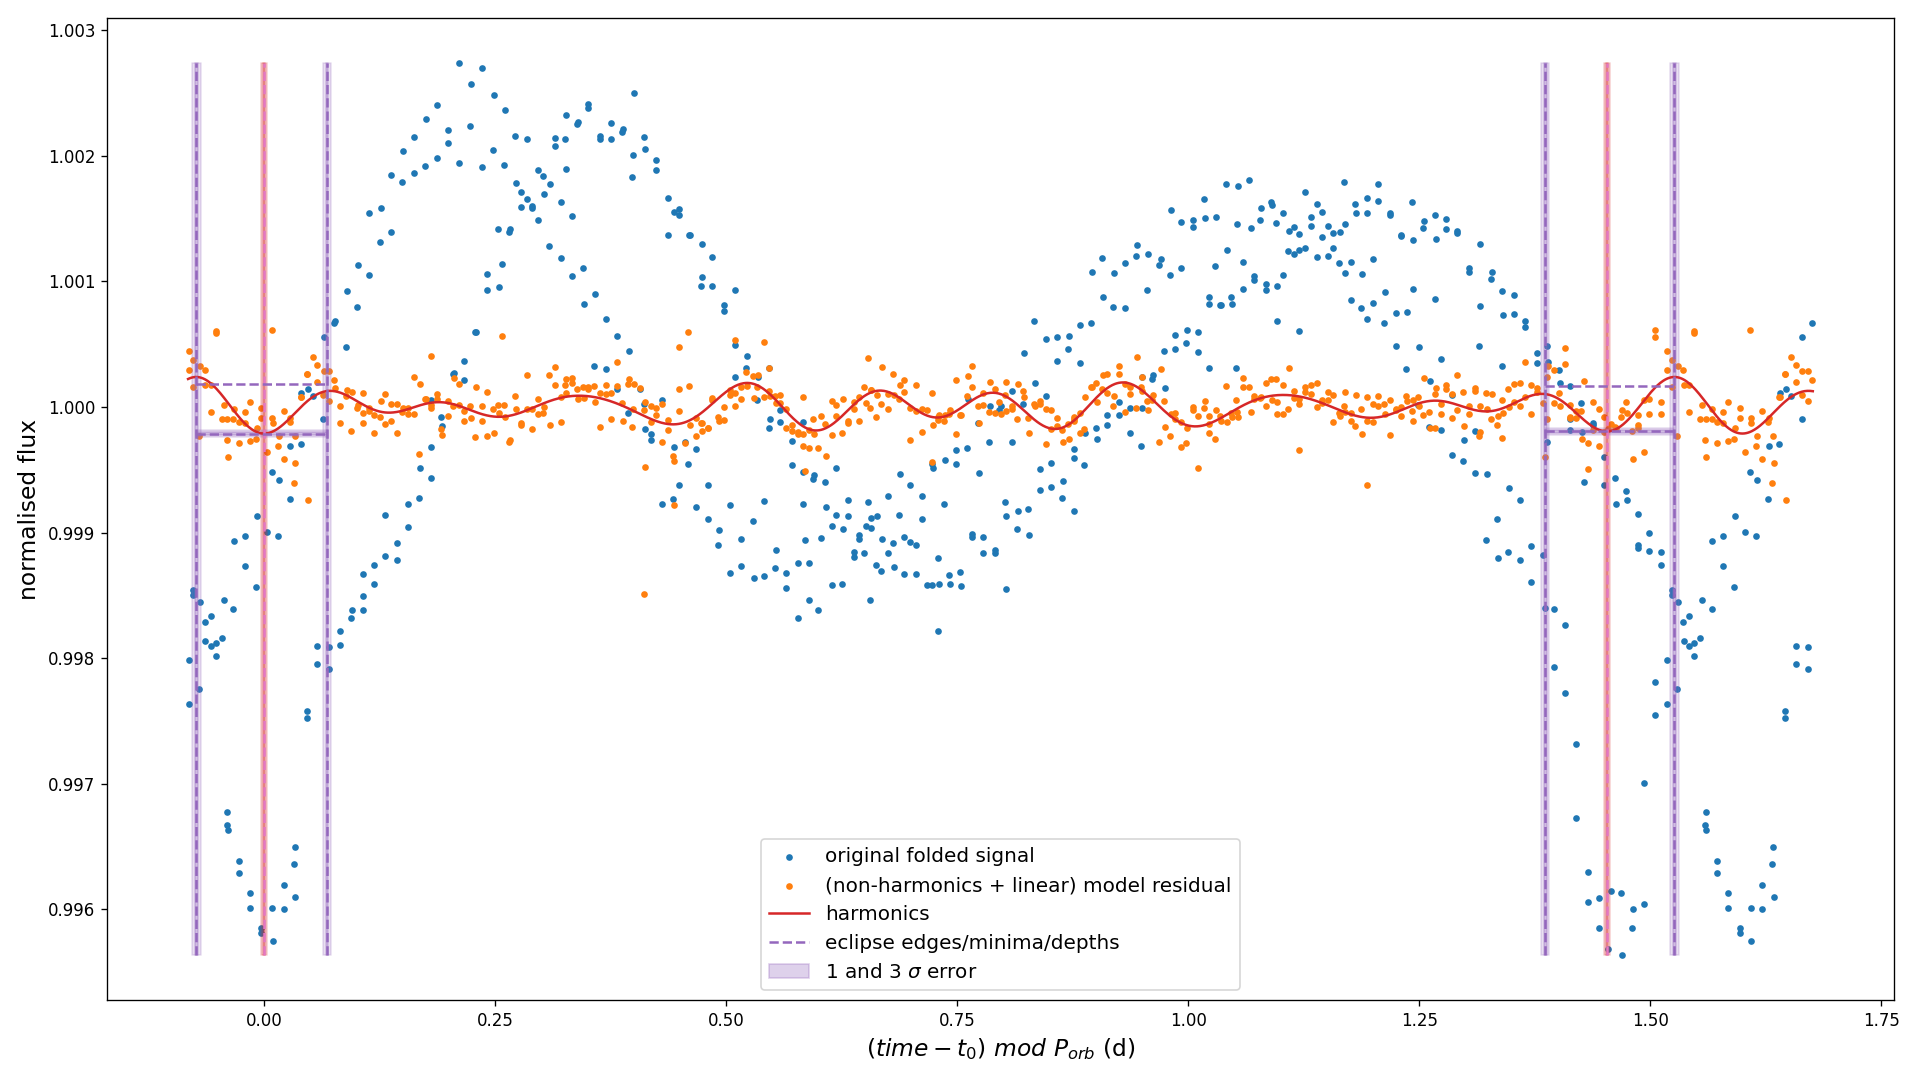 1.003
1.002
1.001
1.000
0.999
0.998
0.997
0.996
normalised flux
original folded signal
(non-harmonics + linear) model residual
harmonics
eclipse edges/minima/depths
1 and 3 σ error
0.00 0.25 0.50 0.75 1.00 1.25 1.50 1.75
(time − t₀) mod Pₒᵣᵦ (d)